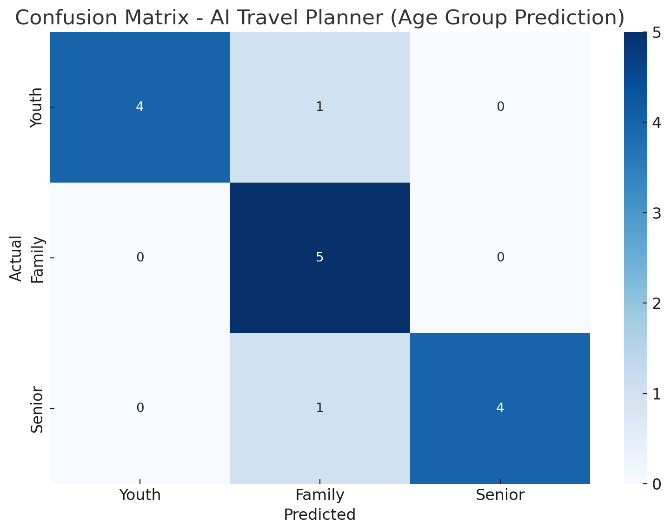 Confusion Matrix - AI Travel Planner (Age Group Prediction)
Actual
Youth
4
1
0
Family
0
5
0
Senior
0
1
4
Youth
Family
Senior
Predicted
5
4
3
2
1
0